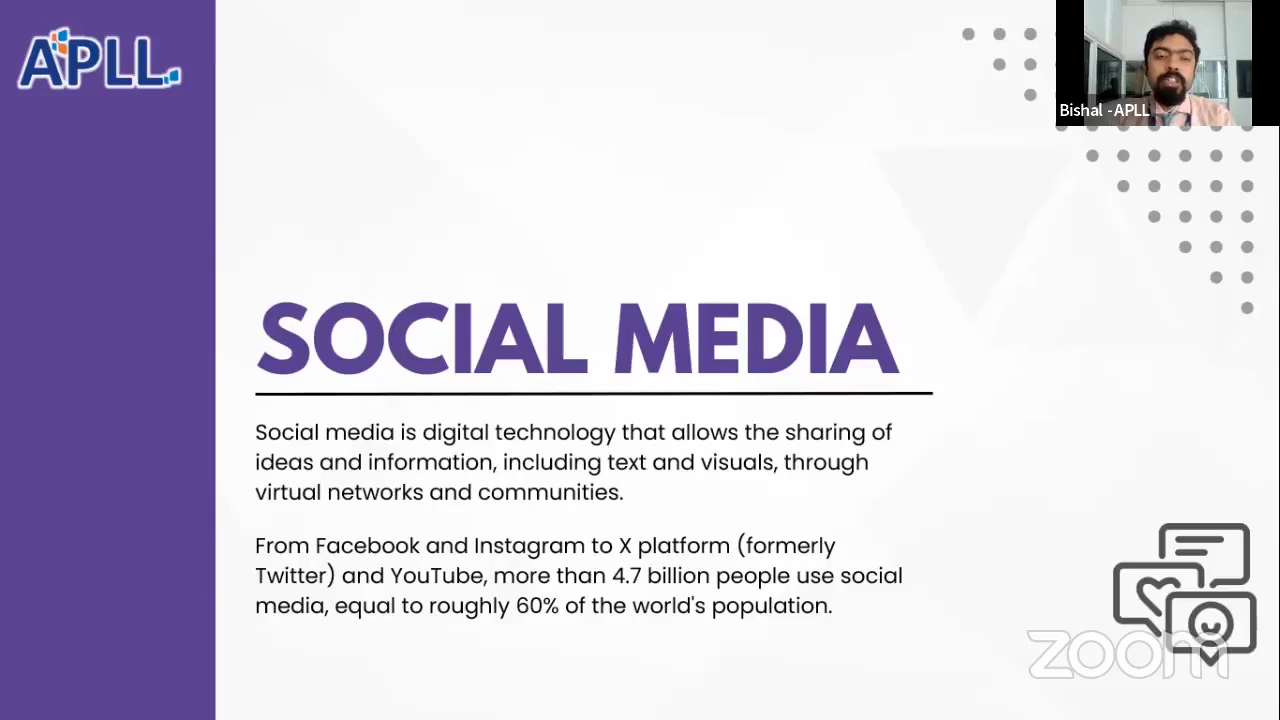 APLL
Bishal -APLL
SOCIAL MEDIA
Social media is digital technology that allows the sharing of
ideas and information, including text and visuals, through
virtual networks and communities.
From Facebook and Instagram to X platform (formerly
Twitter) and YouTube, more than 4.7 billion people use social
media, equal to roughly 60% of the world's population.
zoom